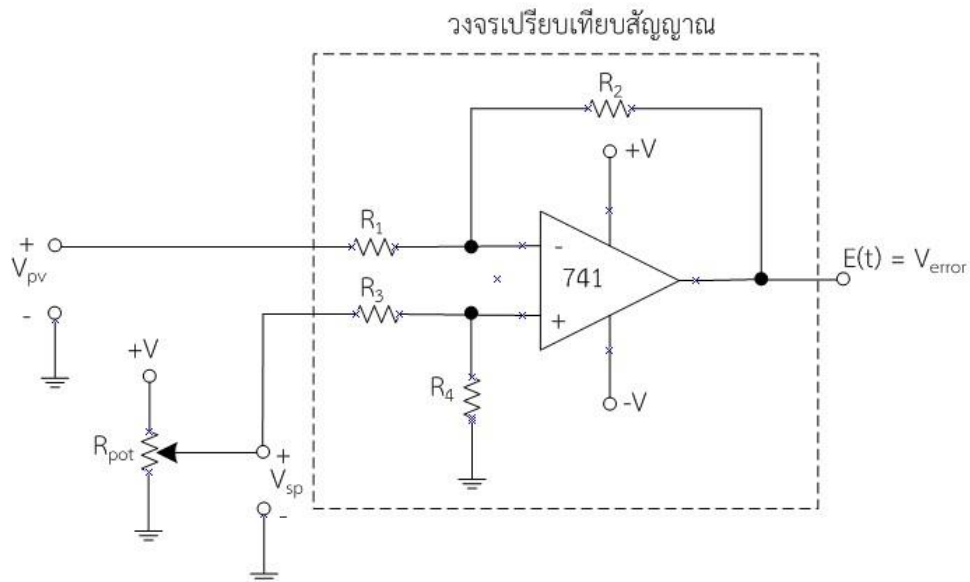 วงจรเปรียบเทียบสัญญาณ
R2
+V
R1
+
Vpv
-
-
741
+
E(t) = Verror
R3
+V
R4
-V
Rpot
+
Vsp
-